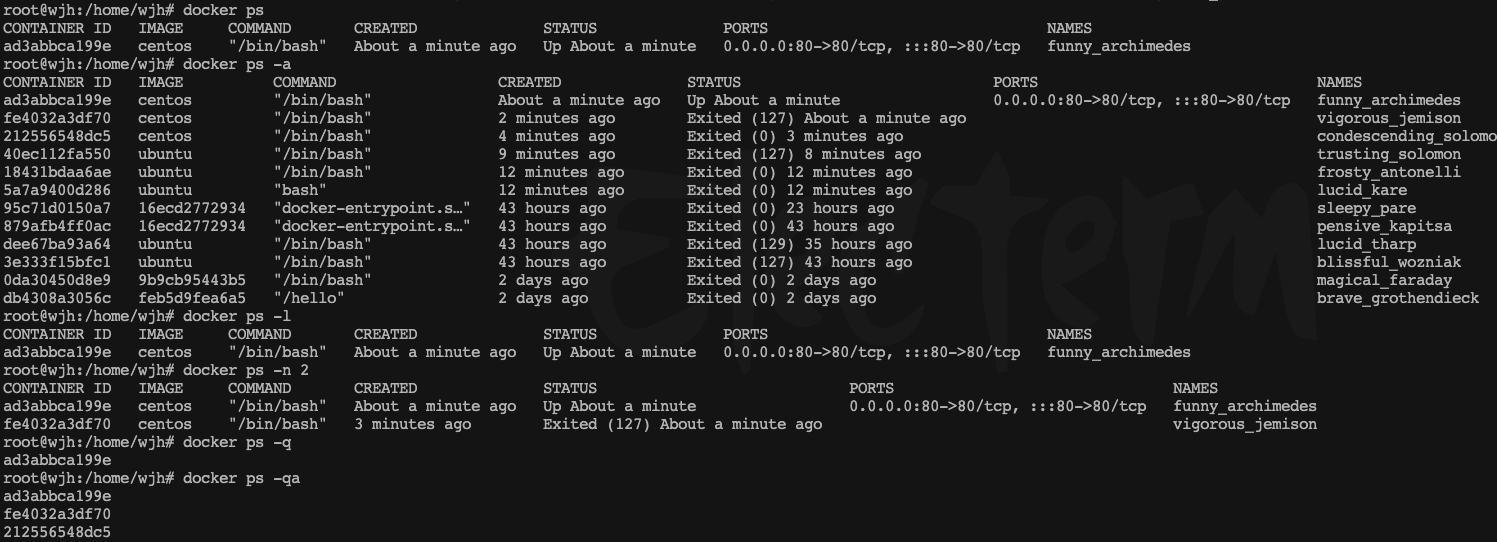 root@wjh:/home/wjh# docker ps
CONTAINER ID   IMAGE     COMMAND       CREATED              STATUS              PORTS                               NAMES
ad3abbca199e   centos    "/bin/bash"   About a minute ago   Up About a minute   0.0.0.0:80->80/tcp, :::80->80/tcp   funny_archimedes
root@wjh:/home/wjh# docker ps -a
CONTAINER ID   IMAGE          COMMAND                  CREATED              STATUS                            PORTS                               NAMES
ad3abbca199e   centos         "/bin/bash"              About a minute ago   Up About a minute                 0.0.0.0:80->80/tcp, :::80->80/tcp   funny_archimedes
fe4032a3df70   centos         "/bin/bash"              2 minutes ago        Exited (127) About a minute ago                                       vigorous_jemison
212556548dc5   centos         "/bin/bash"              4 minutes ago        Exited (0) 3 minutes ago                                              condescending_solomo
40ec112fa550   ubuntu         "/bin/bash"              9 minutes ago        Exited (127) 8 minutes ago                                            trusting_solomon
18431bdaa6ae   ubuntu         "/bin/bash"              12 minutes ago       Exited (0) 12 minutes ago                                             frosty_antonelli
5a7a9400d286   ubuntu         "bash"                   12 minutes ago       Exited (0) 12 minutes ago                                             lucid_kare
95c71d0150a7   16ecd2772934   "docker-entrypoint.s…"   43 hours ago         Exited (0) 23 hours ago                                               sleepy_pare
879afb4ff0ac   16ecd2772934   "docker-entrypoint.s…"   43 hours ago         Exited (0) 43 hours ago                                               pensive_kapitsa
dee67ba93a64   ubuntu         "/bin/bash"              43 hours ago         Exited (129) 35 hours ago                                             lucid_tharp
3e333f15bfc1   ubuntu         "/bin/bash"              43 hours ago         Exited (127) 43 hours ago                                             blissful_wozniak
0da30450d8e9   9b9cb95443b5   "/bin/bash"              2 days ago           Exited (0) 2 days ago                                                 magical_faraday
db4308a3056c   feb5d9fea6a5   "/hello"                 2 days ago           Exited (0) 2 days ago                                                 brave_grothendieck
root@wjh:/home/wjh# docker ps -l
CONTAINER ID   IMAGE     COMMAND       CREATED              STATUS              PORTS                               NAMES
ad3abbca199e   centos    "/bin/bash"   About a minute ago   Up About a minute   0.0.0.0:80->80/tcp, :::80->80/tcp   funny_archimedes
root@wjh:/home/wjh# docker ps -n 2
CONTAINER ID   IMAGE     COMMAND       CREATED              STATUS                            PORTS                               NAMES
ad3abbca199e   centos    "/bin/bash"   About a minute ago   Up About a minute                 0.0.0.0:80->80/tcp, :::80->80/tcp   funny_archimedes
fe4032a3df70   centos    "/bin/bash"   3 minutes ago        Exited (127) About a minute ago                                       vigorous_jemison
root@wjh:/home/wjh# docker ps -q
ad3abbca199e
root@wjh:/home/wjh# docker ps -qa
ad3abbca199e
fe4032a3df70
212556548dc5